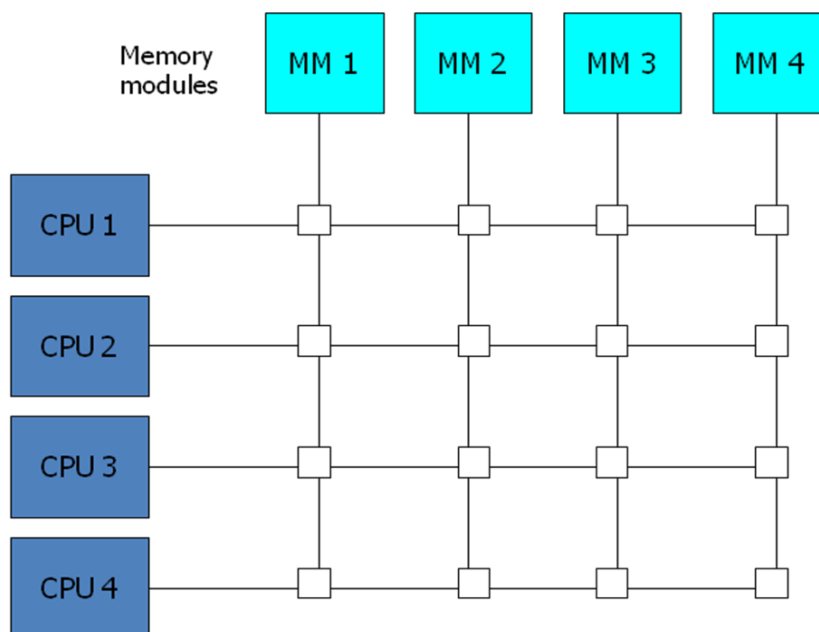 Memory
modules
MM 1
MM 2
MM 3
MM 4
CPU 1
CPU 2
CPU 3
CPU 4